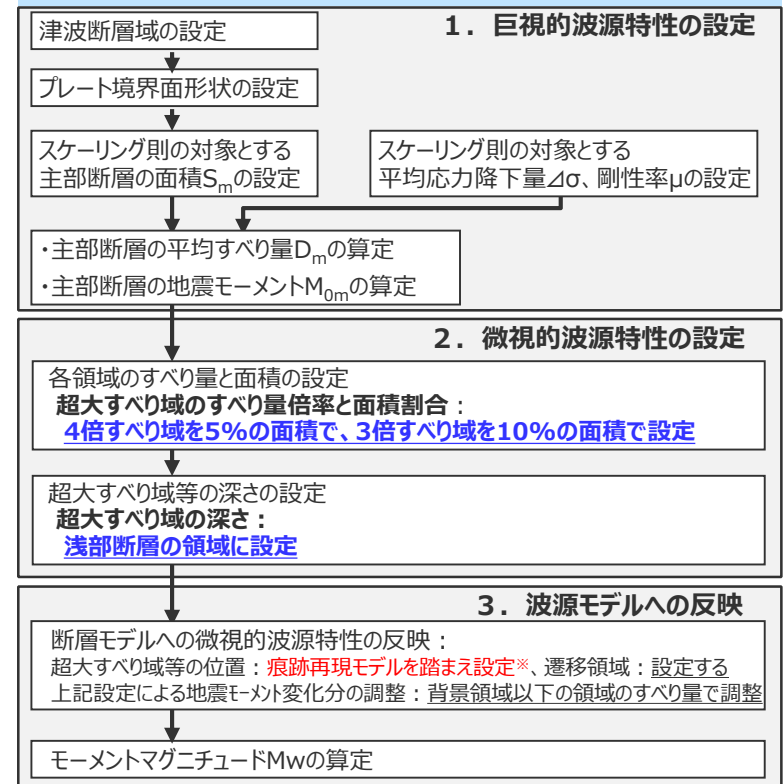 1．巨視的波源特性の設定
津波断層域の設定
プレート境界面形状の設定
スケーリング則の対象とする
主部断層の面積Smの設定
スケーリング則の対象とする
平均応力降下量⊿σ、剛性率μの設定
・主部断層の平均すべり量Dmの算定
・主部断層の地震モーメントM0mの算定
2．微視的波源特性の設定
各領域のすべり量と面積の設定
超大すべり域のすべり量倍率と面積割合：
4倍すべり域を5%の面積で、3倍すべり域を10%の面積で設定
超大すべり域等の深さの設定
超大すべり域の深さ：
浅部断層の領域に設定
3．波源モデルへの反映
断層モデルへの微視的波源特性の反映：
超大すべり域等の位置：痕跡再現モデルを踏まえ設定※、遷移領域：設定する
上記設定による地震モーメント変化分の調整：背景領域以下の領域のすべり量で調整
モーメントマグニチュードMwの算定